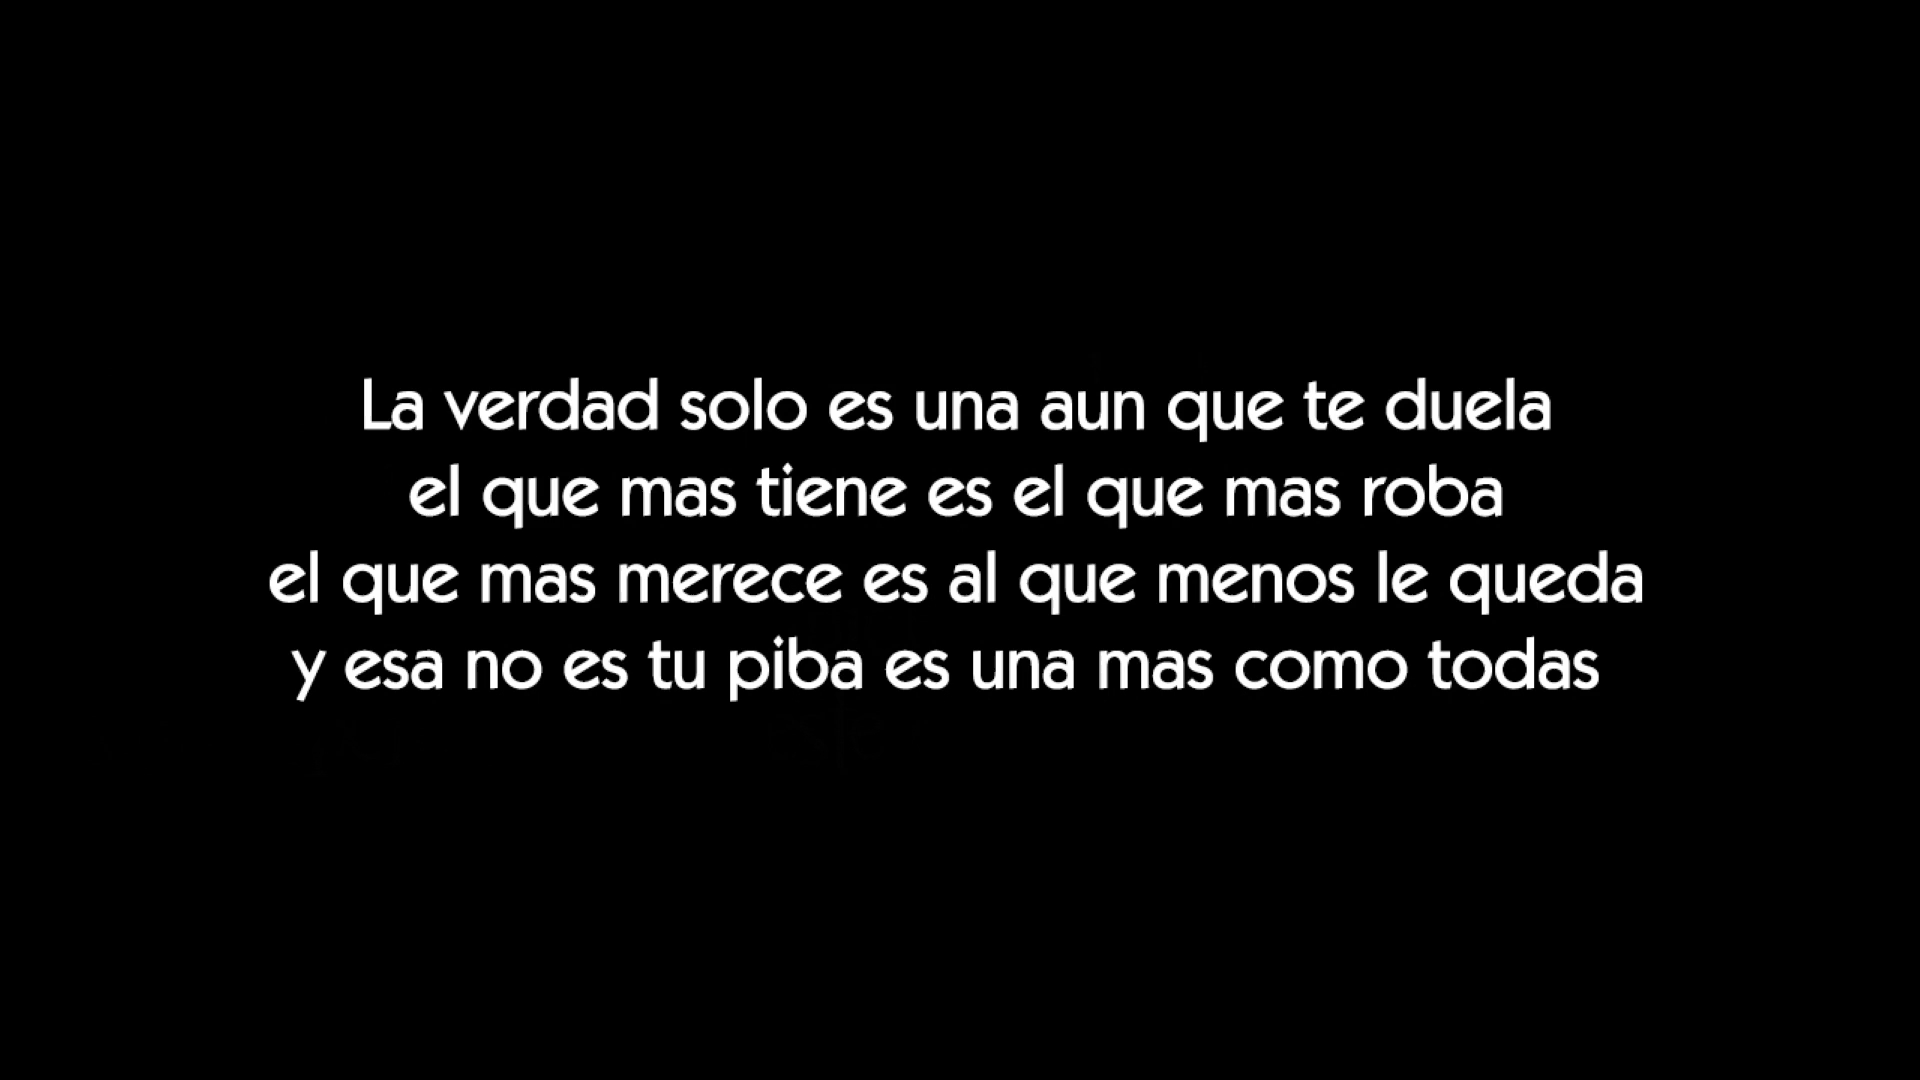 La verdad solo es una aun que te duela
el que mas tiene es el que mas roba
el que mas merece es al que menos le queda
y esa no es tu piba es una mas como todas